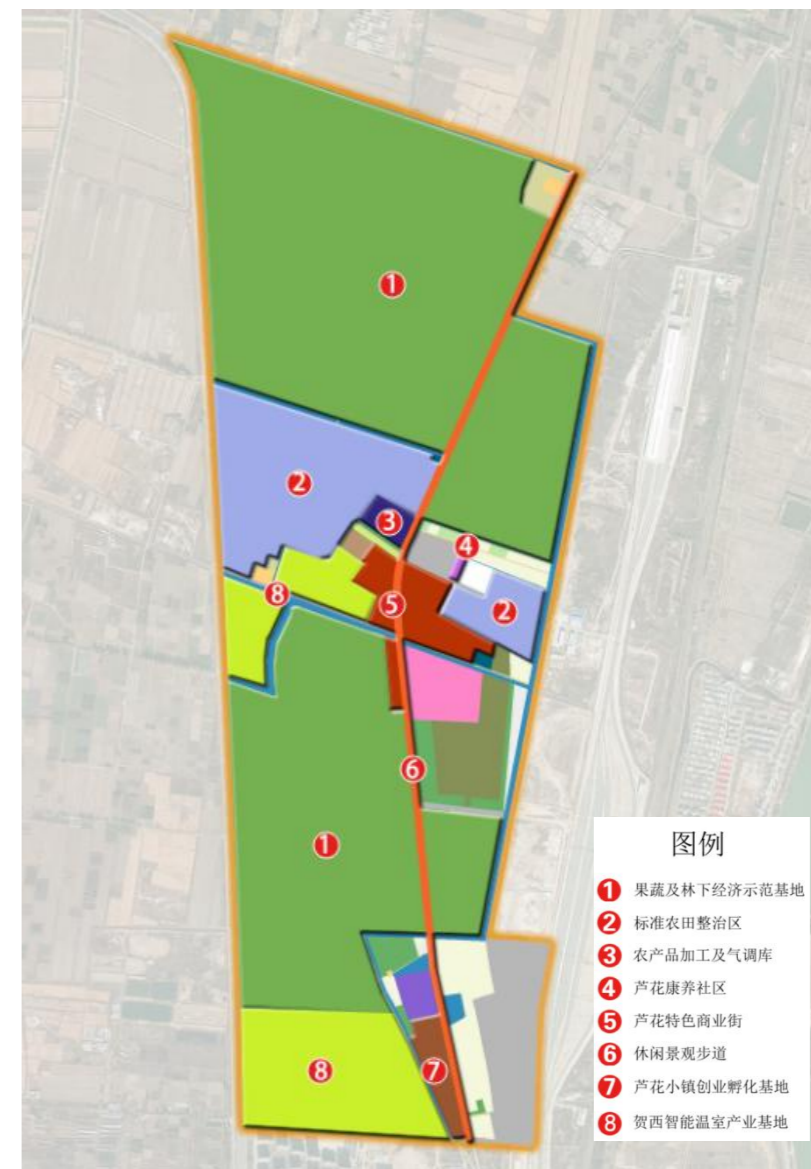 1
2
3
4
8
5
2
6
1
8
7
图例
1 果蔬及林下经济示范基地
2 标准农田整治区
3 农产品加工及气调库
4 芦花康养社区
5 芦花特色商业街
6 休闲景观步道
7 芦花小镇创业孵化基地
8 贺西智能温室产业基地